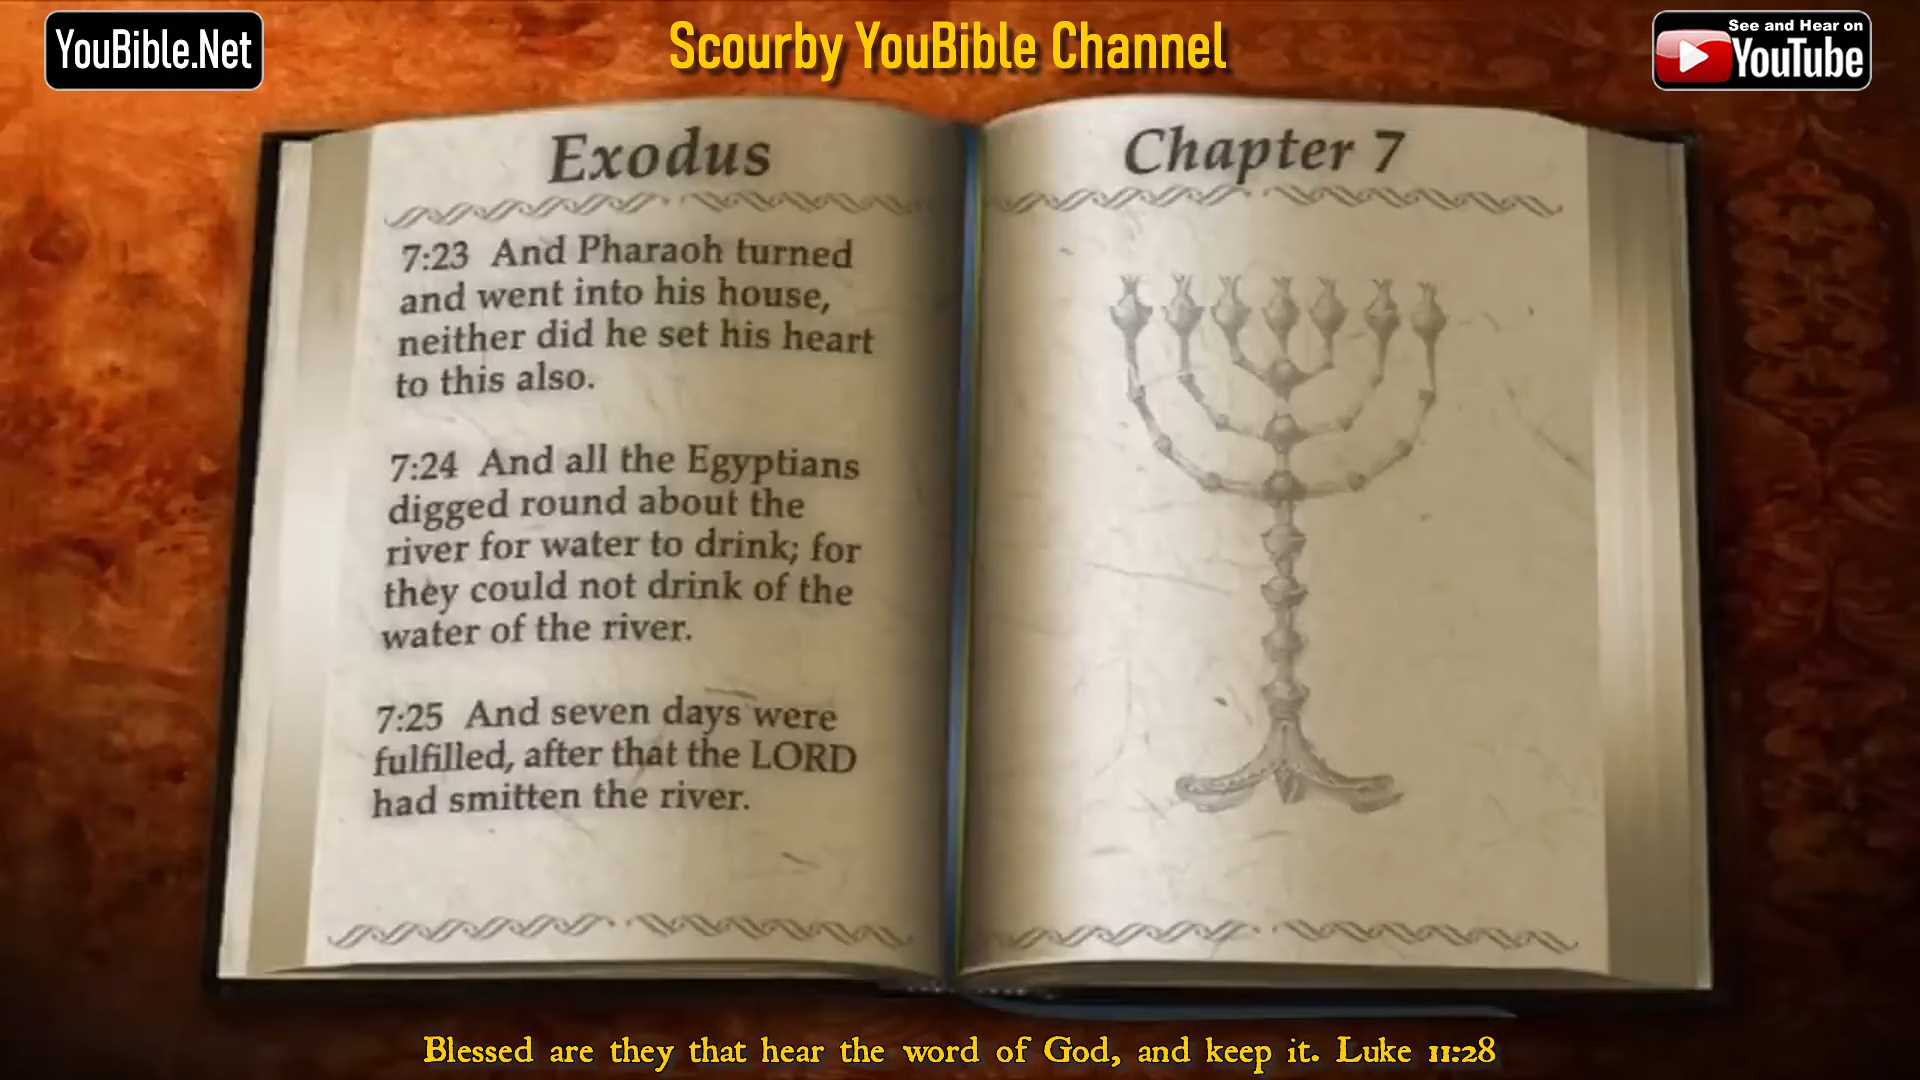 YouBible.Net
Scourby YouBible Channel
See and Hear on
YouTube
Exodus
7:23 And Pharaoh turned
and went into his house,
neither did he set his heart
to this also.
7:24 And all the Egyptians
digged round about the
river for water to drink; for
they could not drink of the
water of the river.
7:25 And seven days were
fulfilled, after that the LORD
had smitten the river.
Chapter 7
Blessed are they that hear the word of God, and keep it. Luke 11:28